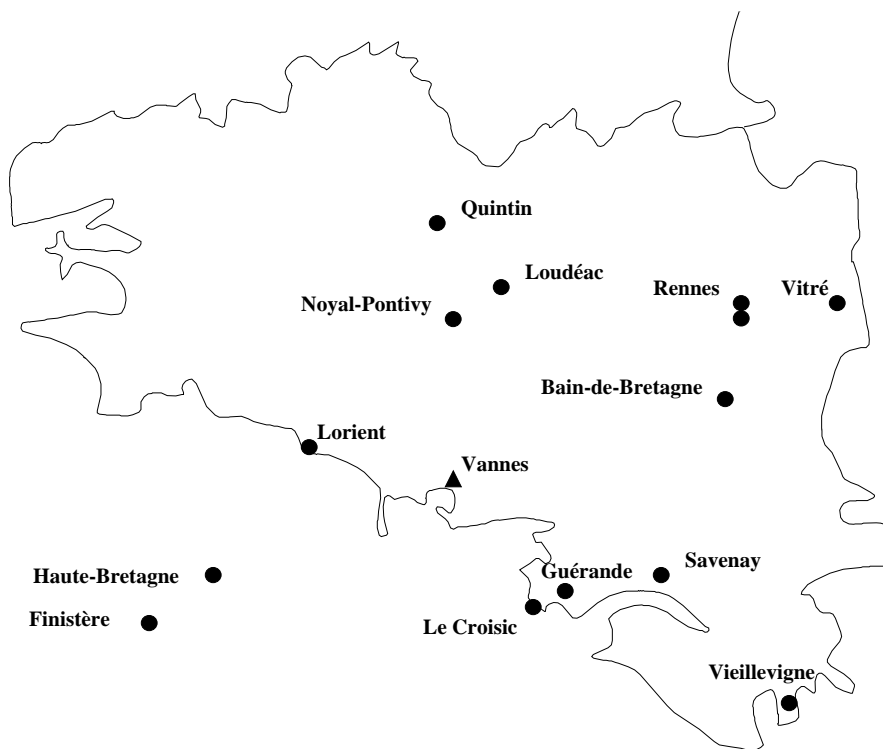 Quintin
Loudéac
Noyal-Pontivy
Rennes
Vitré
Bain-de-Bretagne
Lorient
Vannes
Savenay
Guérande
Haute-Bretagne
Finistère
Le Croisic
Vieillevigne